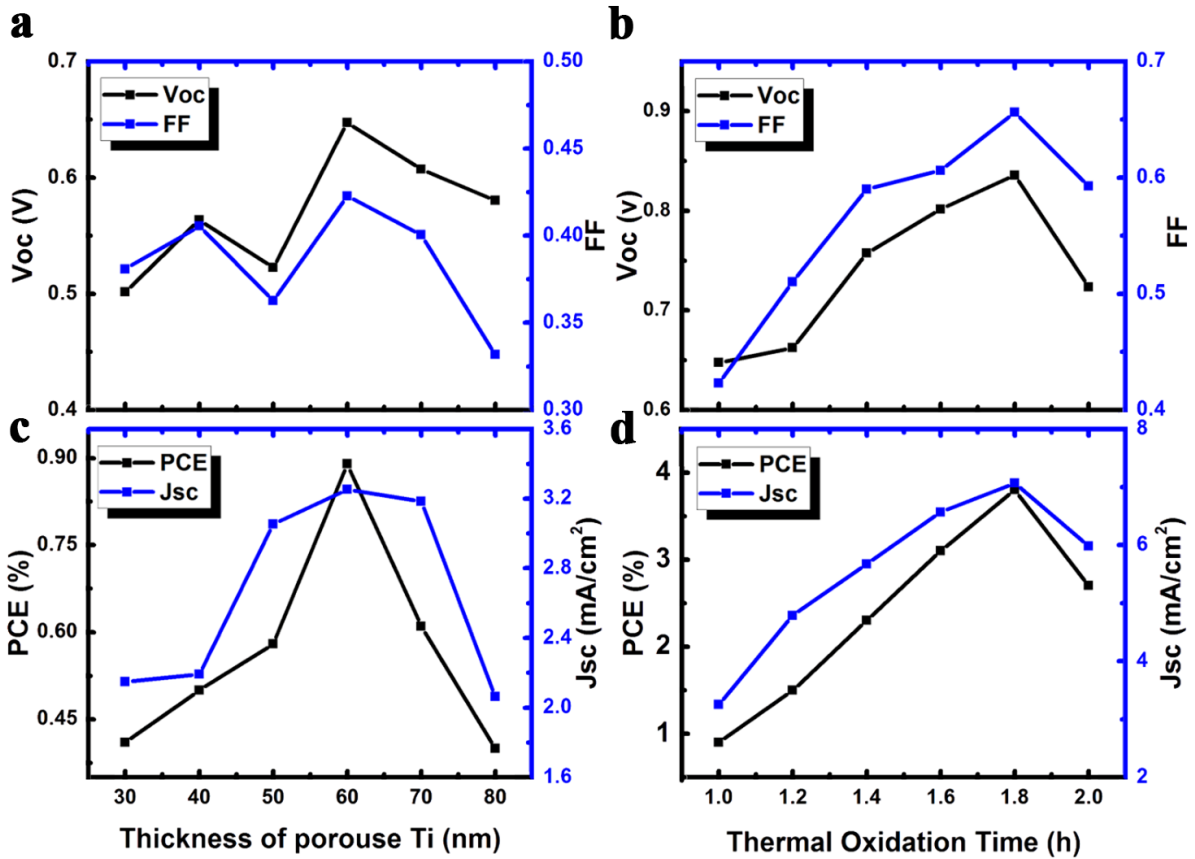 a
0.7
0.6
0.5
0.4
Voc (V)
Voc
FF
0.50
0.45
0.40
0.35
0.30
FF
b
0.9
0.8
0.7
0.6
Voc (v)
Voc
FF
0.7
0.6
0.5
0.4
FF
c
0.90
0.75
0.60
0.45
PCE (%)
PCE
Jsc
3.6
3.2
2.8
2.4
2.0
1.6
Jsc (mA/cm²)
30 40 50 60 70 80
Thickness of porouse Ti (nm)
d
4
3
2
1
PCE (%)
PCE
Jsc
8
6
4
2
Jsc (mA/cm²)
1.0 1.2 1.4 1.6 1.8 2.0
Thermal Oxidation Time (h)